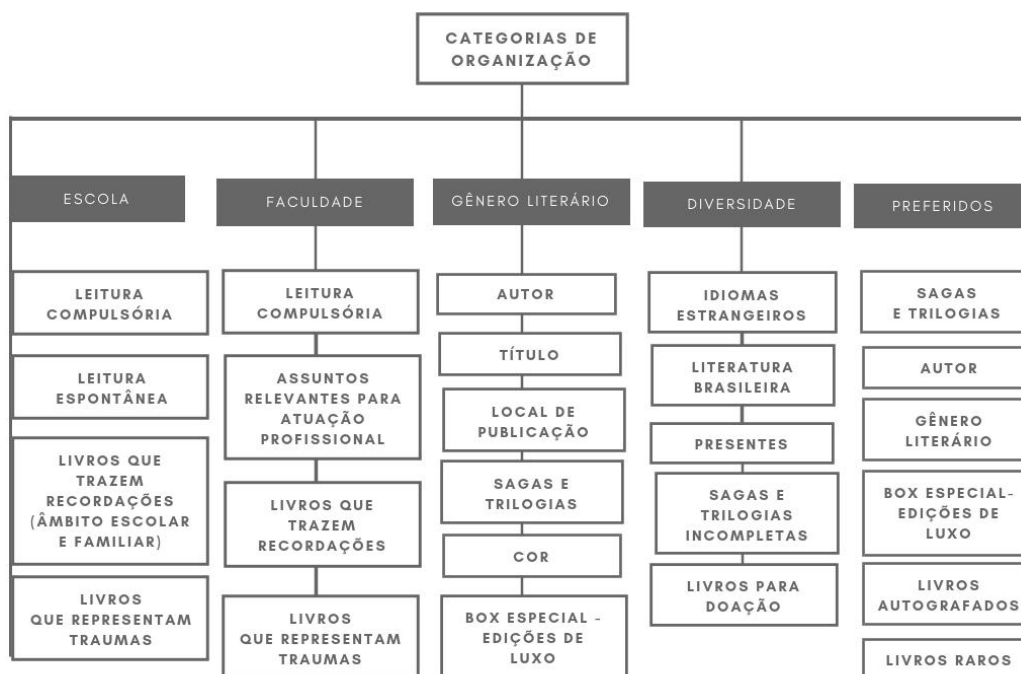 CATEGORIAS DE
ORGANIZAÇÃO
ESCOLA
LEITURA
COMPULSÓRIA
LEITURA
ESPONTÂNEA
LIVROS QUE
TRAZEM
RECORDAÇÕES
(ÂMBITO ESCOLAR
E FAMILIAR)
LIVROS
QUE REPRESENTAM
TRAUMAS
FACULDADE
LEITURA
COMPULSÓRIA
ASSUNTOS
RELEVANTES PARA
ATUAÇÃO
PROFISSIONAL
LIVROS QUE
TRAZEM
RECORDAÇÕES
LIVROS
QUE REPRESENTAM
TRAUMAS
GÊNERO LITERÁRIO
AUTOR
TÍTULO
LOCAL DE
PUBLICAÇÃO
SAGAS E
TRILOGIAS
COR
BOX ESPECIAL -
EDIÇÕES DE
LUXO
DIVERSIDADE
IDIOMAS
ESTRANGEIROS
LITERATURA
BRASILEIRA
PRESENTES
SAGAS E
TRILOGIAS
INCOMPLETAS
LIVROS PARA
DOAÇÃO
PREFERIDOS
SAGAS
E TRILOGIAS
AUTOR
GÊNERO
LITERÁRIO
BOX ESPECIAL-
EDIÇÕES DE
LUXO
LIVROS
AUTOGRAFADOS
LIVROS RAROS